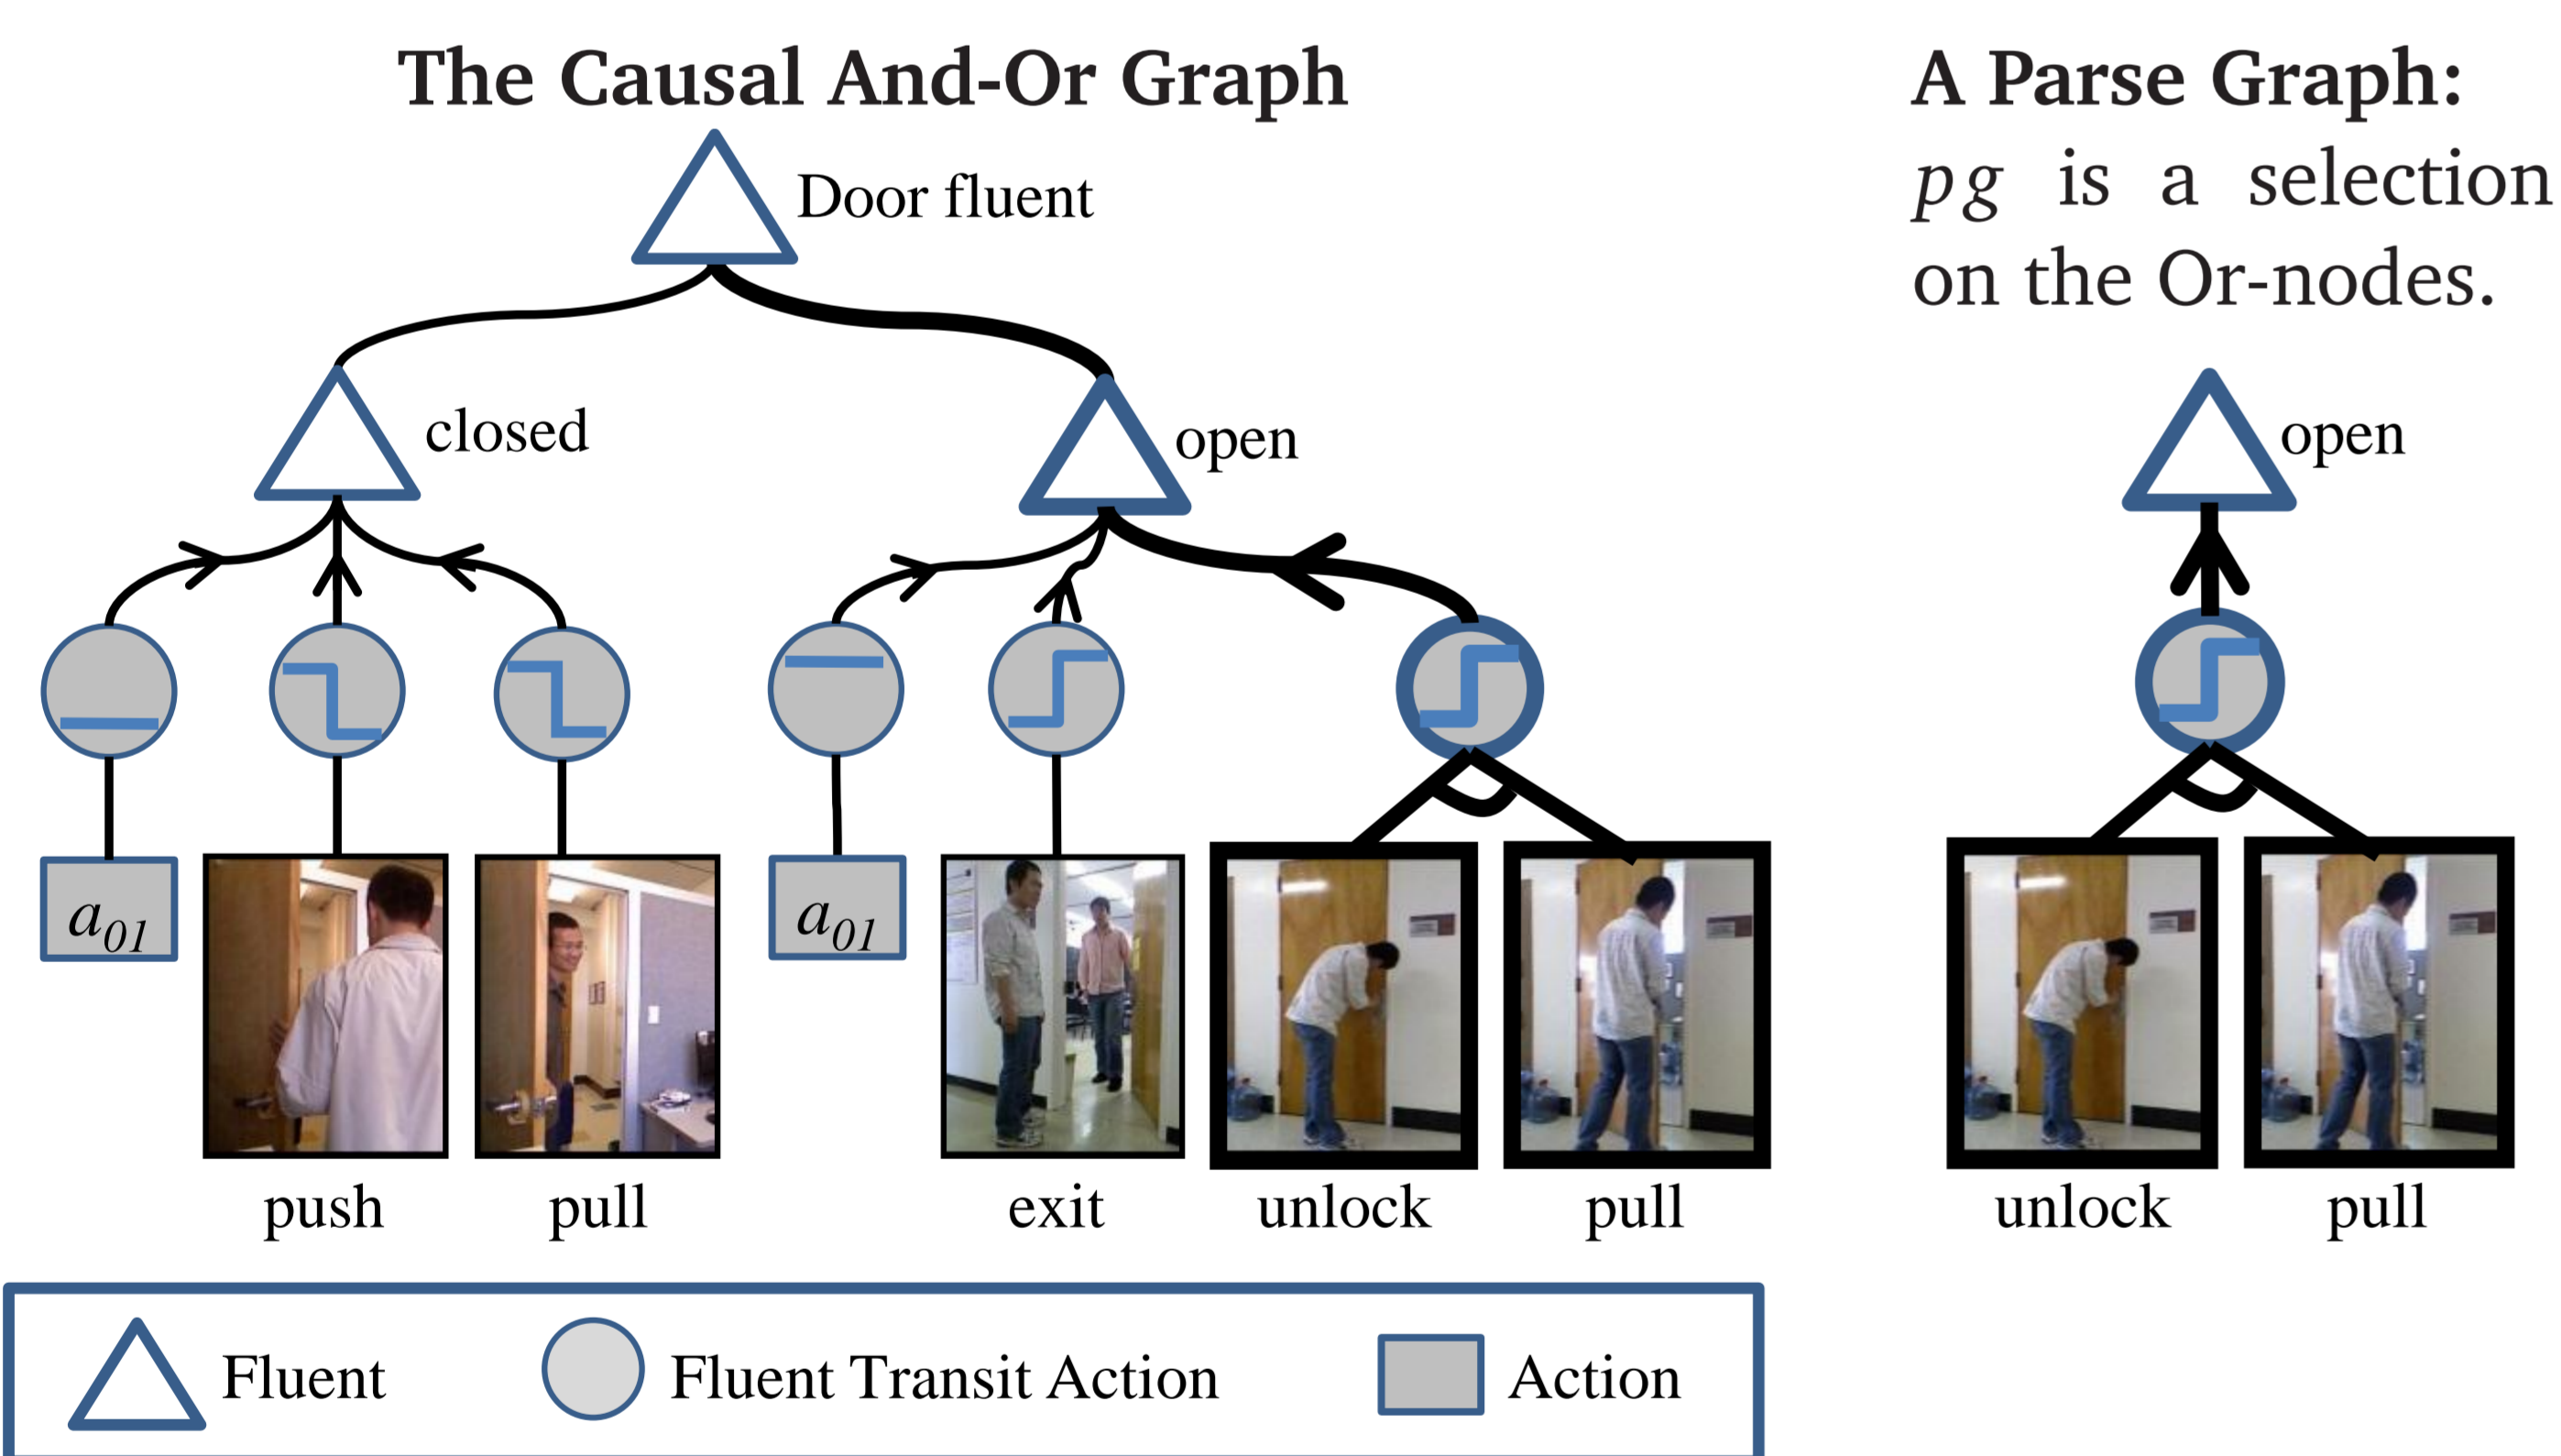 The Causal And-Or Graph
Door fluent
closed
open
a01
a01
push
pull
exit
unlock
pull
A Parse Graph:
pg is a selection
on the Or-nodes.
open
unlock
pull
Fluent
Fluent Transit Action
Action